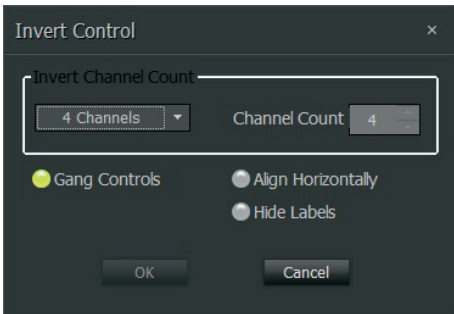 Invert Control ×
Invert Channel Count
4 Channels Channel Count 4
Gang Controls Align Horizontally
Hide Labels
OK Cancel